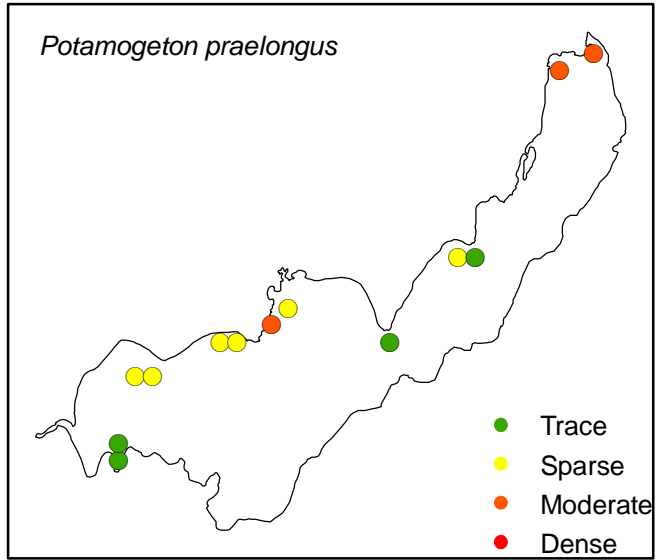 Potamogeton praelongus
Trace
Sparse
Moderate
Dense